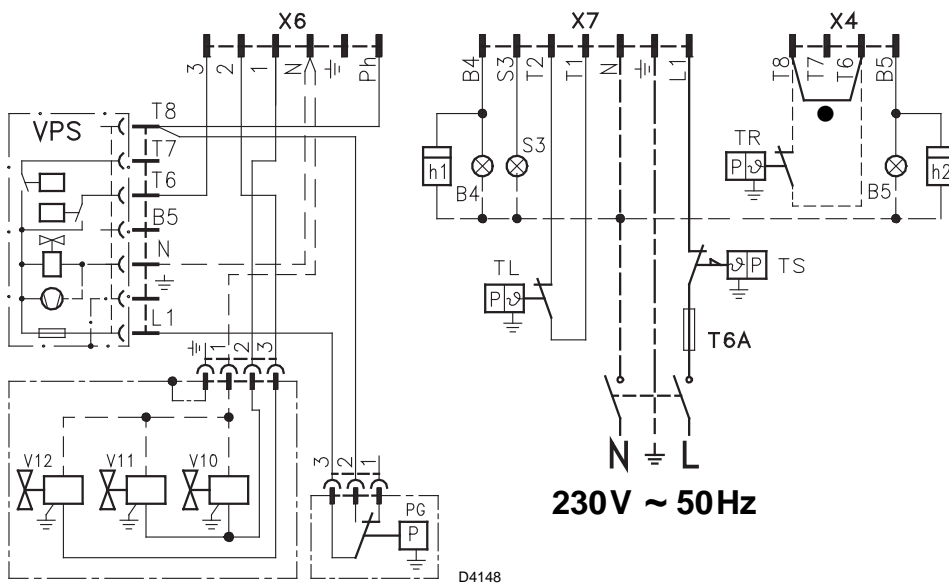 X6 X7 X4
3 2 1 N Ph
B4 S3 T2 T1 N L1
T8 T7 T6 B5
VPS
T8
T7
T6
B5
N
L1
h1 B4 S3
TR P ϑ
B5 h2
TL P ϑ
ϑ P TS
T6A
1 2 3
V12 V11 V10
3 2 1
PG
P
N L
230V ~ 50Hz
D4148